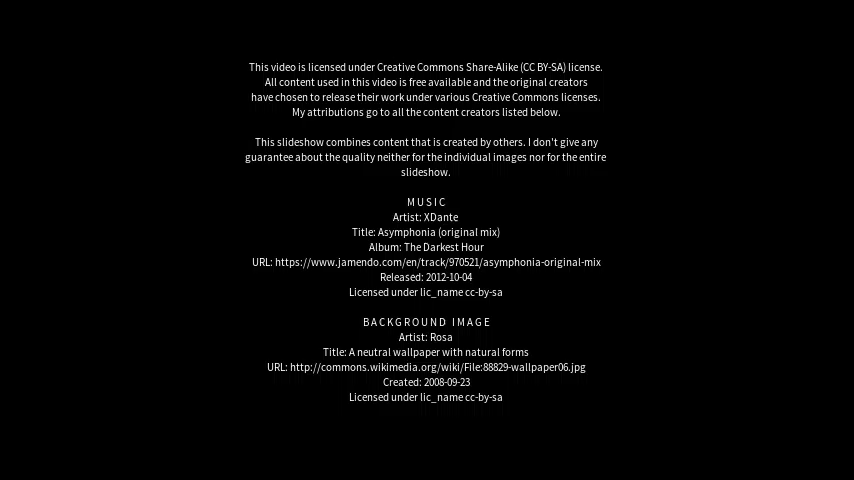 This video is licensed under Creative Commons Share-Alike (CC BY-SA) license.
All content used in this video is free available and the original creators
have chosen to release their work under various Creative Commons licenses.
My attributions go to all the content creators listed below.
This slideshow combines content that is created by others. I don't give any
guarantee about the quality neither for the individual images nor for the entire
slideshow.
MUSIC
Artist: XDante
Title: Asymphonia (original mix)
Album: The Darkest Hour
URL: https://www.jamendo.com/en/track/970521/asymphonia-original-mix
Released: 2012-10-04
Licensed under lic_name cc-by-sa
BACKGROUND IMAGE
Artist: Rosa
Title: A neutral wallpaper with natural forms
URL: http://commons.wikimedia.org/wiki/File:88829-wallpaper06.jpg
Created: 2008-09-23
Licensed under lic_name cc-by-sa